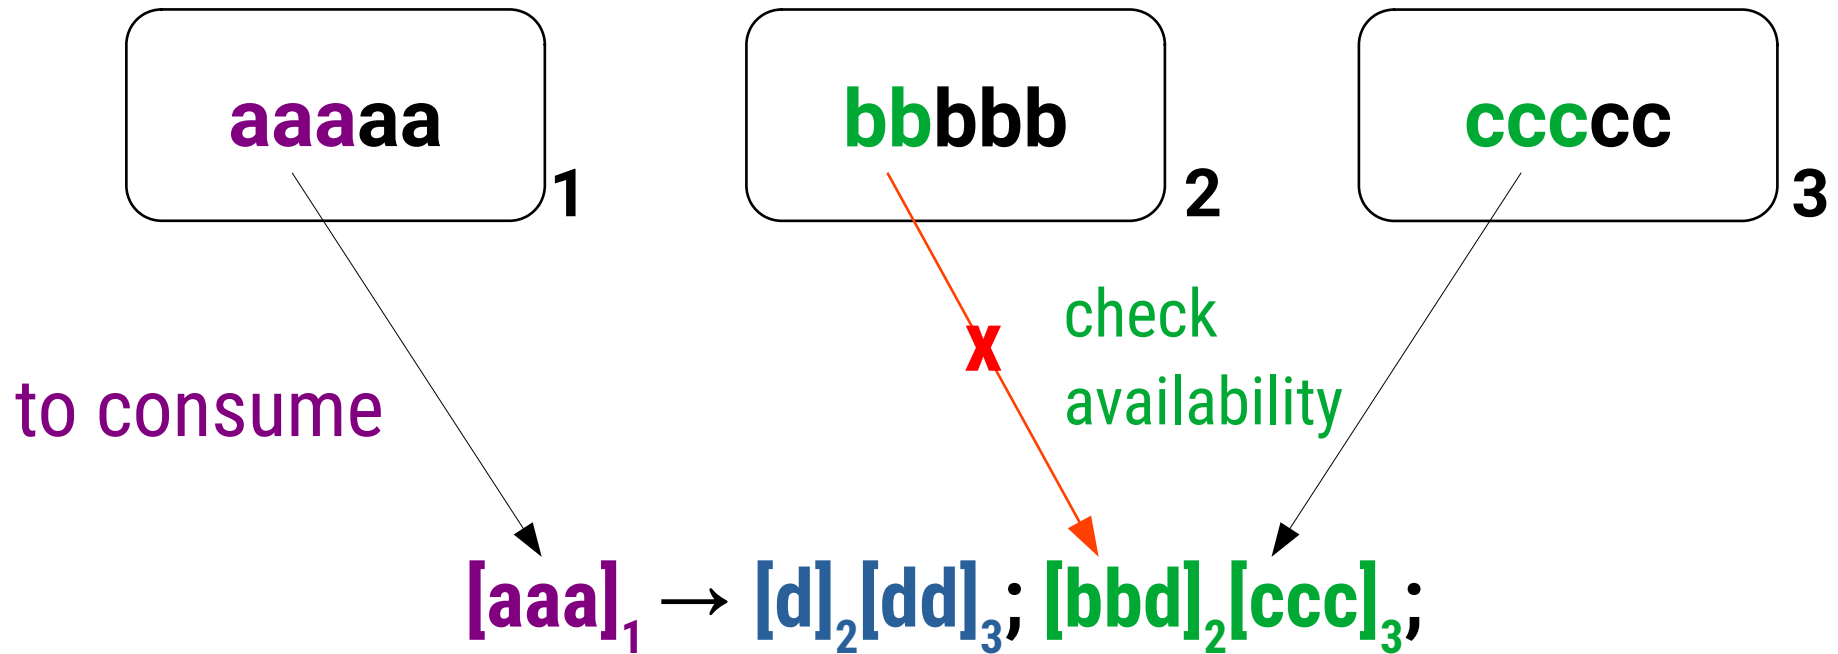 aaaaa
1
bbbbb
2
ccccc
3
check
availability
to consume
X
[aaa]1 → [d]2[dd]3; [bbd]2[ccc]3;